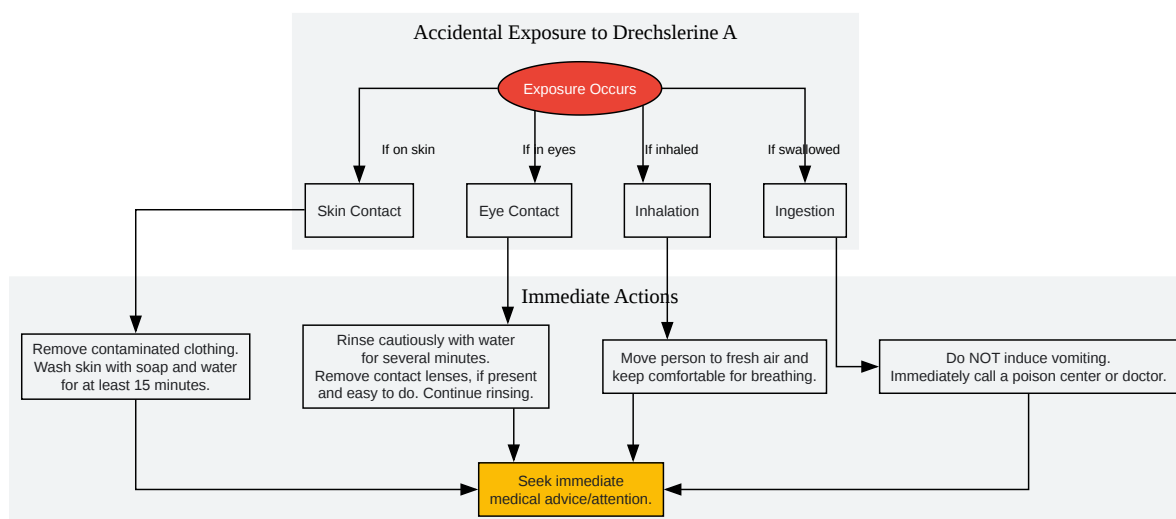 Accidental Exposure to Drechslerine A
Exposure Occurs
If on skin
If in eyes
If inhaled
If swallowed
Skin Contact
Eye Contact
Inhalation
Ingestion
Immediate Actions
Remove contaminated clothing.
Wash skin with soap and water
for at least 15 minutes.
Rinse cautiously with water
for several minutes.
Remove contact lenses, if present
and easy to do. Continue rinsing.
Move person to fresh air and
keep comfortable for breathing.
Do NOT induce vomiting.
Immediately call a poison center or doctor.
Seek immediate
medical advice/attention.